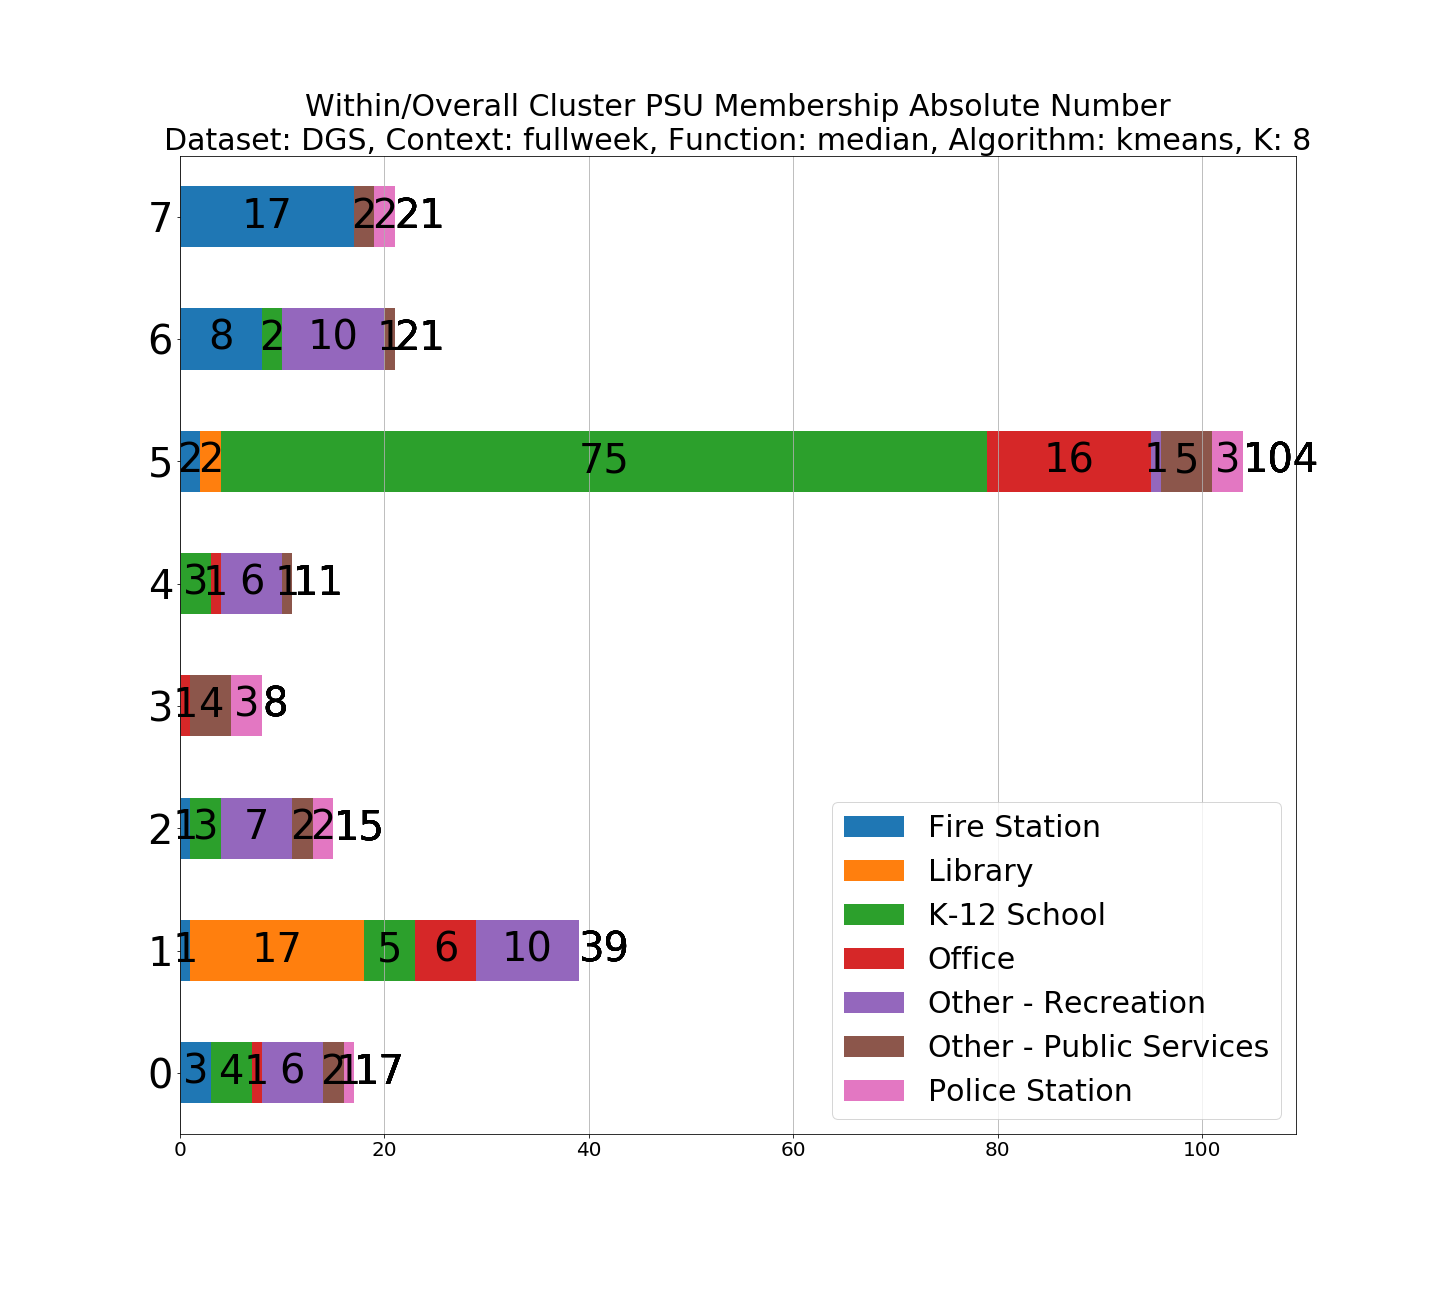 Within/Overall Cluster PSU Membership Absolute Number
Dataset: DGS, Context: fullweek, Function: median, Algorithm: kmeans, K: 8
7 17 2 2 21
6 8 2 10 1 21
5 2 2 75 16 1 5 3 104
4 3 1 6 1 11
3 1 4 3 8
2 1 3 7 2 2 15
1 1 17 5 6 10 39
0 3 4 1 6 2 1 17
Fire Station
Library
K-12 School
Office
Other - Recreation
Other - Public Services
Police Station
0 20 40 60 80 100